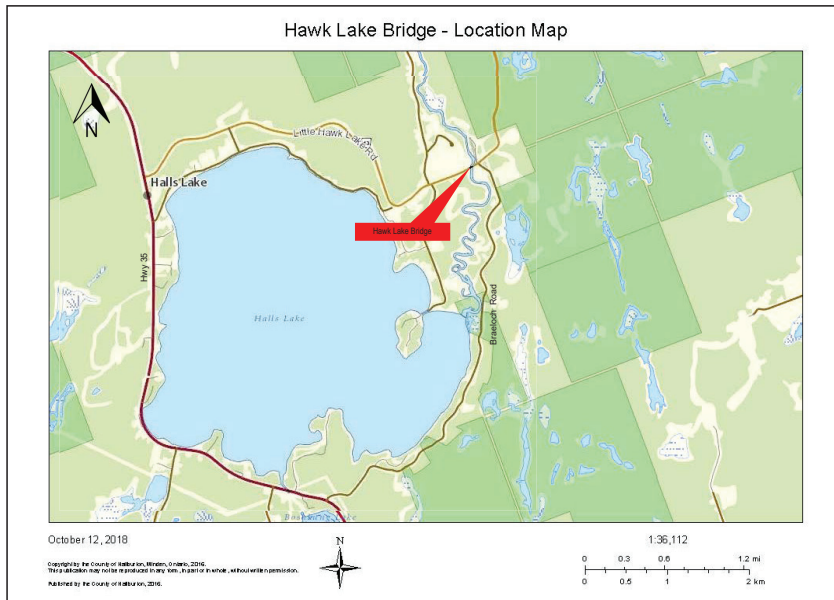 Hawk Lake Bridge - Location Map
N
Little Hawk Lake Rd
Halls Lake
Hawk Lake Bridge
Hwy 35
Halls Lake
Braeloch Road
October 12, 2018
N
1:36,112
0 0.3 0.6 1.2 mi
0 0.5 1 2 km
Copyright by the County of Haliburton, Minden, Ontario, 2016.
This publication may not be reproduced in any form, in part or in whole, without written permission.
Published by the County of Haliburton, 2016.